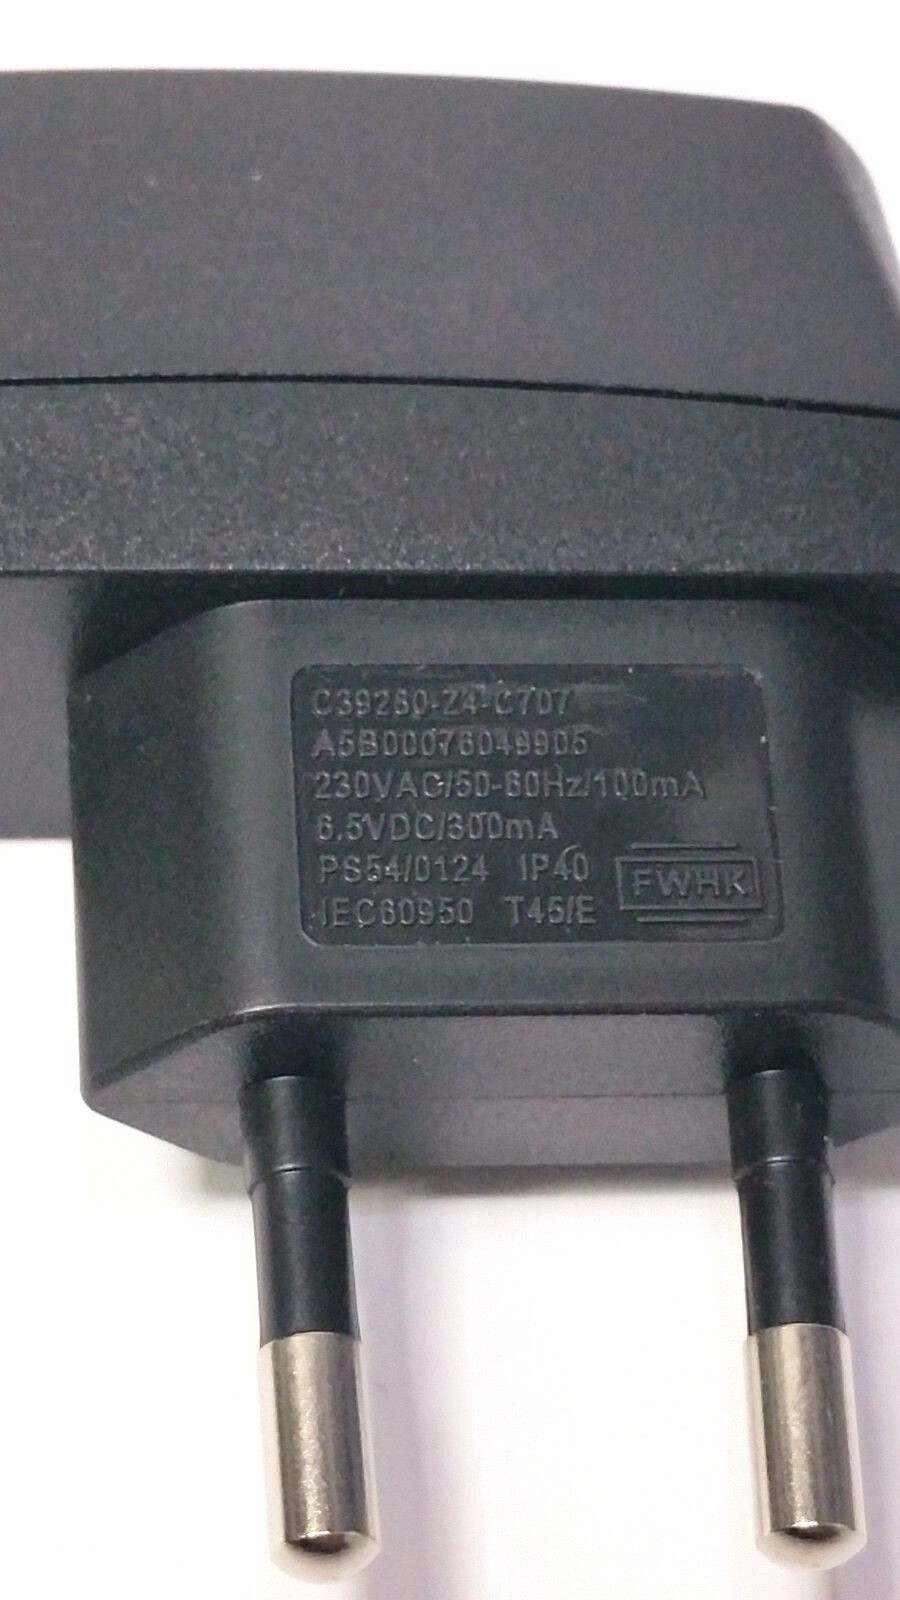 C39280-Z4-C707
A5B00076049905
230VAC/50-60Hz/100mA
6,5VDC/300mA
PS54/0124 IP40
FWHK
IEC60950 T45/E